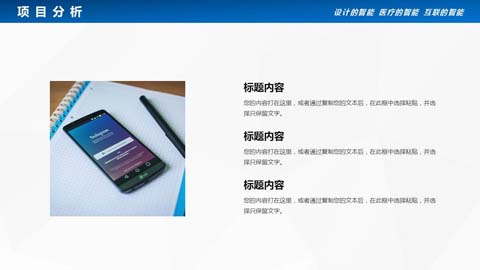 项目分析
设计的智能 医疗的智能 互联的智能
Instagram
标题内容
您的内容打在这里，或者通过复制您的文本后，在此框中选择粘贴，并选
择只保留文字。
标题内容
您的内容打在这里，或者通过复制您的文本后，在此框中选择粘贴，并选
择只保留文字。
标题内容
您的内容打在这里，或者通过复制您的文本后，在此框中选择粘贴，并选
择只保留文字。